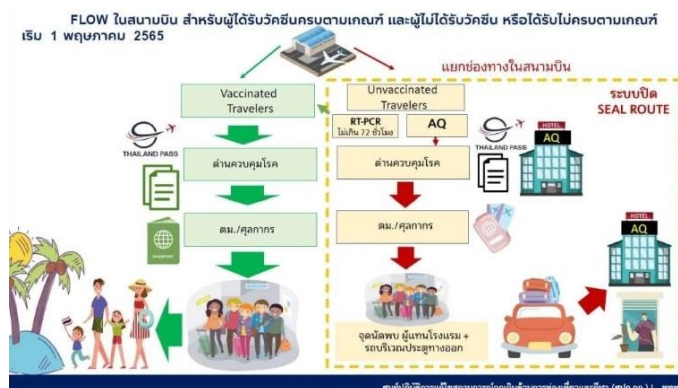 FLOW ในสนามบิน สำหรับผู้ได้รับวัคซีนครบตามเกณฑ์ และผู้ไม่ได้รับวัคซีน หรือได้รับไม่ครบตามเกณฑ์
เริ่ม 1 พฤษภาคม 2565
แยกช่องทางในสนามบิน
Vaccinated
Travelers
Unvaccinated
Travelers
RT-PCR
ไม่เกิน 72 ชั่วโมง
AQ
ระบบปิด
SEAL ROUTE
THAILAND PASS
ด่านควบคุมโรค
ด่านควบคุมโรค
THAILAND PASS
HOTEL
AQ
ตม./ศุลกากร
ตม./ศุลกากร
PASSPORT
HOTEL
AQ
จุดนัดพบ ผู้แทนโรงแรม +
รถบริเวณประตูทางออก